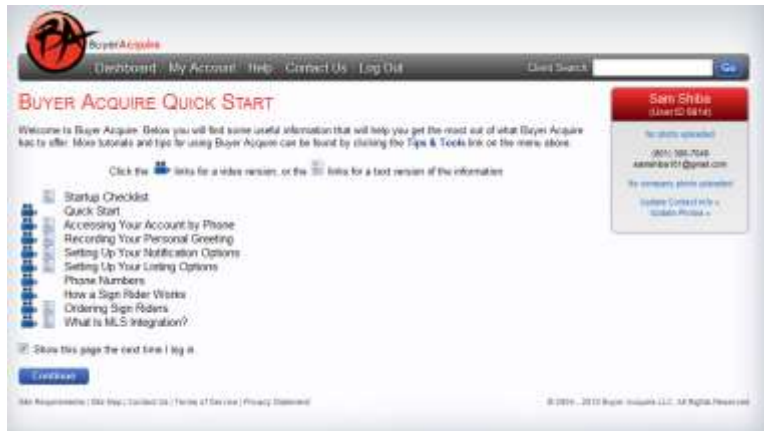 BA
BuyerAcquire
Dashboard My Account Help Contact Us Log Out Client Search Go
BUYER ACQUIRE QUICK START
Welcome to Buyer Acquire. Below you will find some useful information that will help you get the most out of what Buyer Acquire
has to offer. More tutorials and tips for using Buyer Acquire can be found by clicking the Tips & Tools link on the menu above.
Click the links for a video version, or the links for a text version of the information
Startup Checklist
Quick Start
Accessing Your Account by Phone
Recording Your Personal Greeting
Setting Up Your Notification Options
Setting Up Your Listing Options
Phone Numbers
How a Sign Rider Works
Ordering Sign Riders
What Is MLS Integration?
Show this page the next time I log in
Continue
Sam Shiba
No photo uploaded
No company photo uploaded
Update Contact Info »
Update Photos »
Site Requirements | Site Map | Contact Us | Terms of Service | Privacy Statement
Buyer Acquire LLC. All Rights Reserved